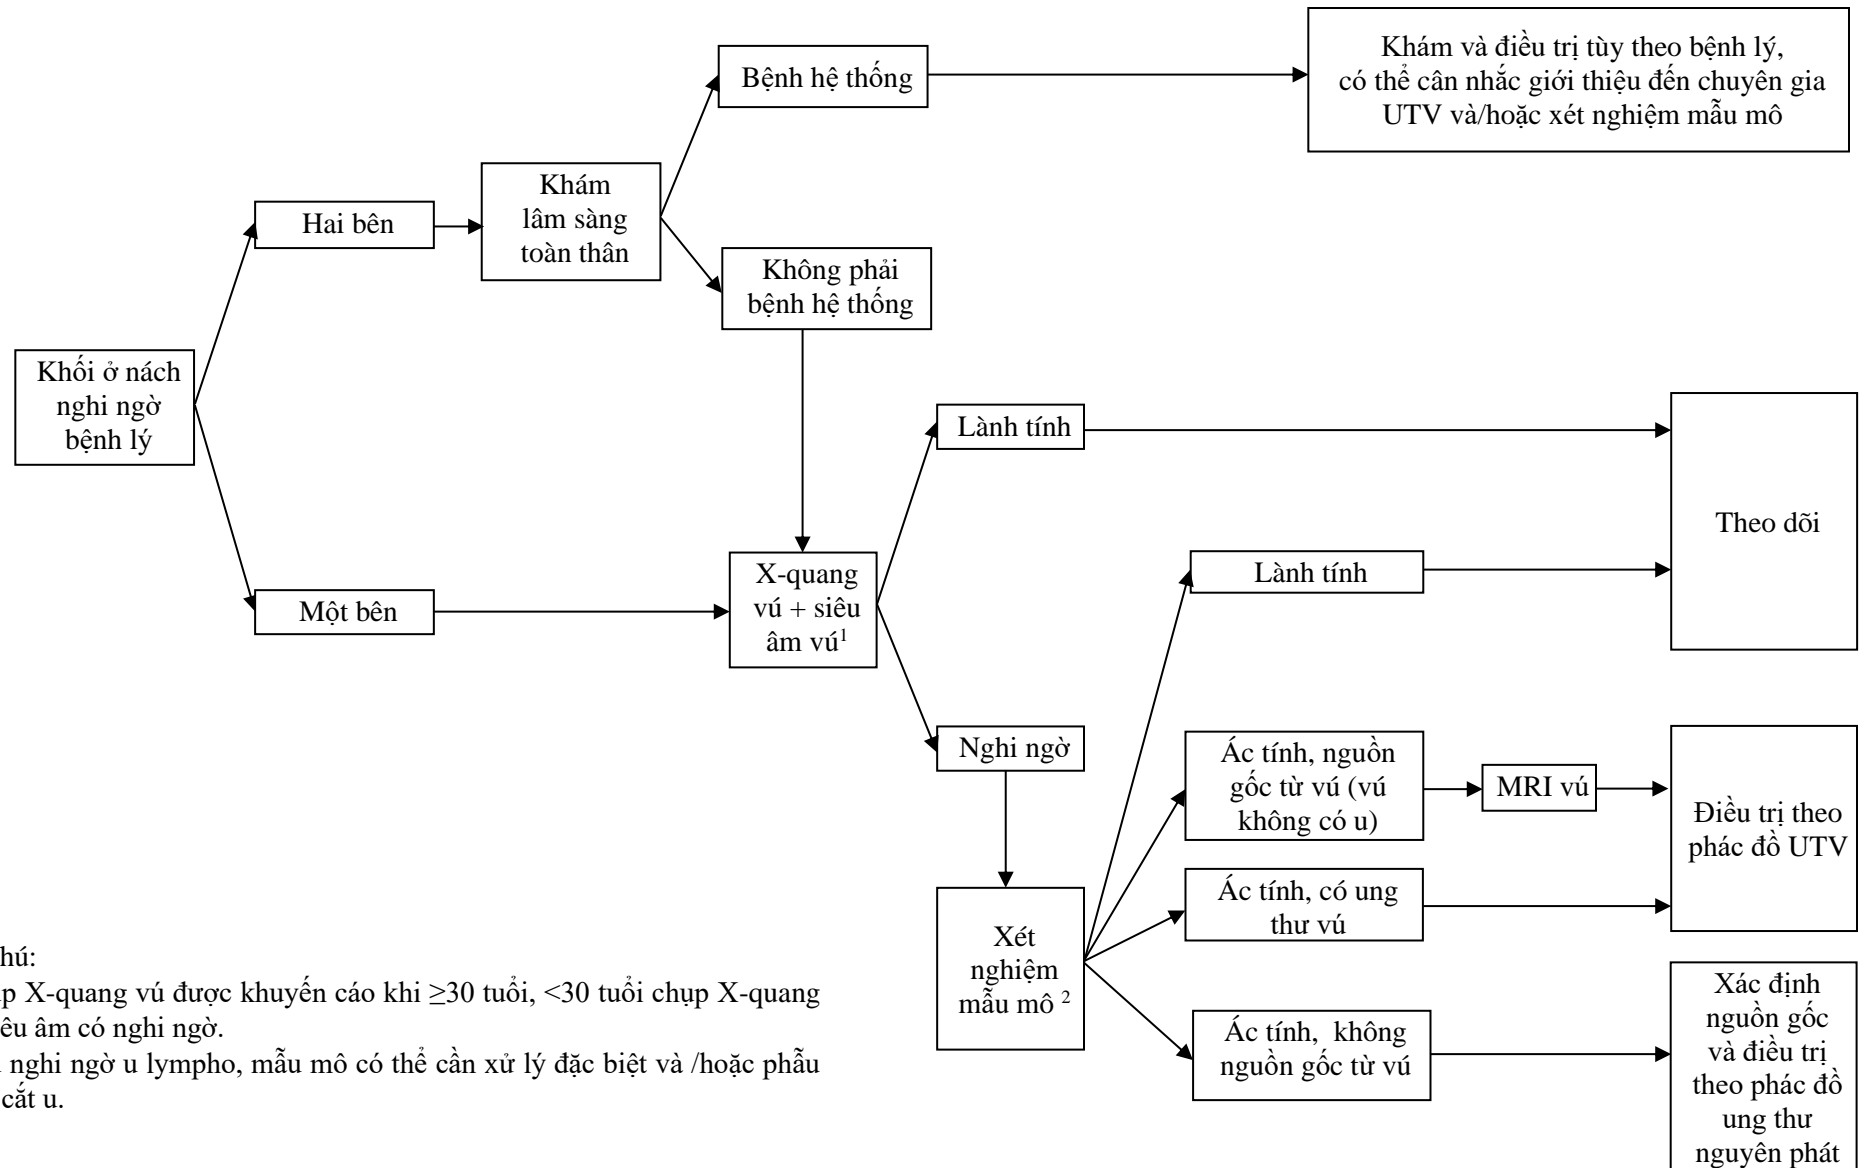 Bệnh hệ thống
Khám và điều trị tùy theo bệnh lý,
có thể cân nhắc giới thiệu đến chuyên gia
UTV và/hoặc xét nghiệm mẫu mô
Khám
lâm sàng
toàn thân
Hai bên
Không phải
bệnh hệ thống
Khối ở nách
nghi ngờ
bệnh lý
Lành tính
Theo dõi
X-quang
vú + siêu
âm vú1
Lành tính
Một bên
Nghi ngờ
Ác tính, nguồn
gốc từ vú (vú
không có u)
MRI vú
Điều trị theo
phác đồ UTV
Ác tính, có ung
thư vú
Xét
nghiệm
mẫu mô 2
Ác tính, không
nguồn gốc từ vú
Xác định
nguồn gốc
và điều trị
theo phác đồ
ung thư
nguyên phát
hú:
X-quang vú được khuyến cáo khi ≥30 tuổi, <30 tuổi chụp X-quang
êu âm có nghi ngờ.
nghi ngờ u lympho, mẫu mô có thể cần xử lý đặc biệt và /hoặc phẫu
cắt u.